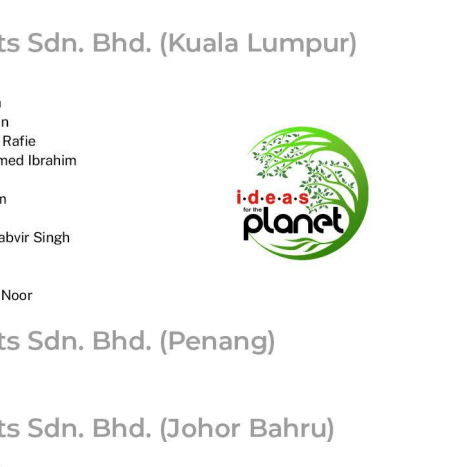 ts Sdn. Bhd. (Kuala Lumpur)
n
Rafie
med Ibrahim
abvir Singh
Noor
i·d·e·a·s
for the
planet
ts Sdn. Bhd. (Penang)
ts Sdn. Bhd. (Johor Bahru)